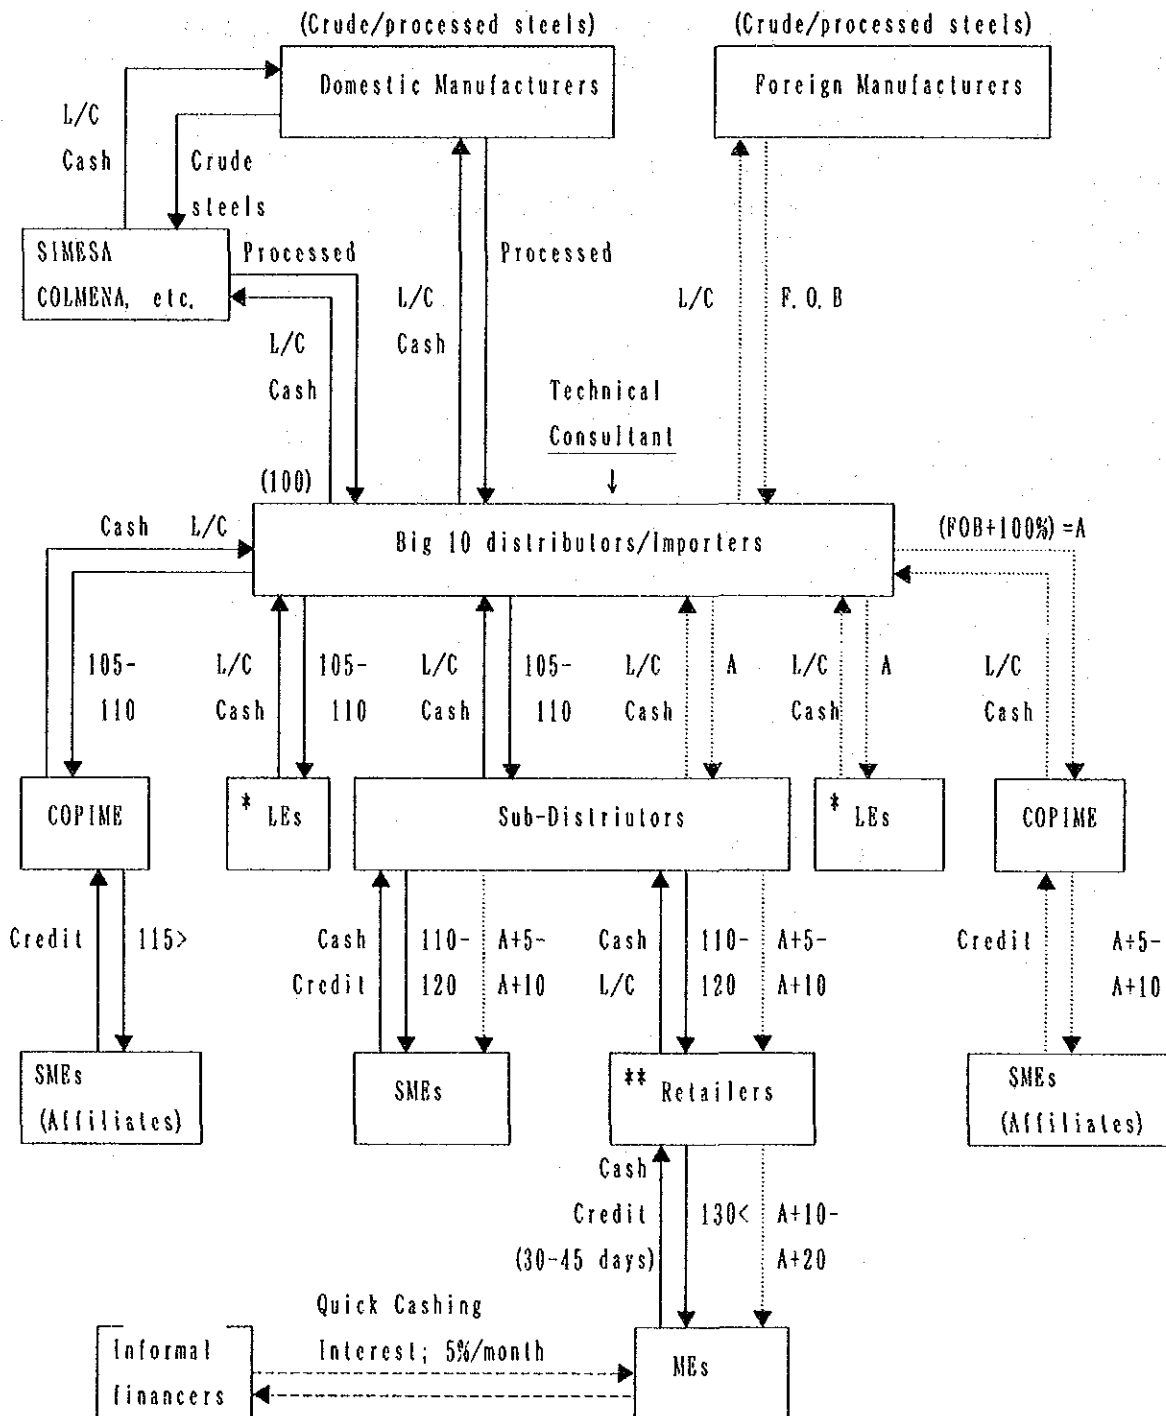 (Crude/processed steels)
(Crude/processed steels)
Domestic Manufacturers
Foreign Manufacturers
L/C
Cash
Crude
steels
SIMESA
COLMENA, etc.
Processed
L/C
Cash
L/C
Cash
Processed
L/C
F.O.B
Technical
Consultant
(100)
Cash L/C
Big 10 distributors/Importers
(FOB+100%)=A
105-
110
L/C
Cash
105-
110
L/C
Cash
105-
110
L/C
Cash
A
L/C
Cash
A
L/C
Cash
COPIME
* LEs
Sub-Distriutors
* LEs
COPIME
Credit
115>
Cash
Credit
110-
120
A+5-
A+10
Cash
L/C
110-
120
A+5-
A+10
Credit
A+5-
A+10
SMEs
(Affiliates)
SMEs
** Retailers
SMEs
(Affiliates)
Cash
Credit
(30-45 days)
130<
A+10-
A+20
Quick Cashing
Interest; 5%/month
Informal
financers
MEs